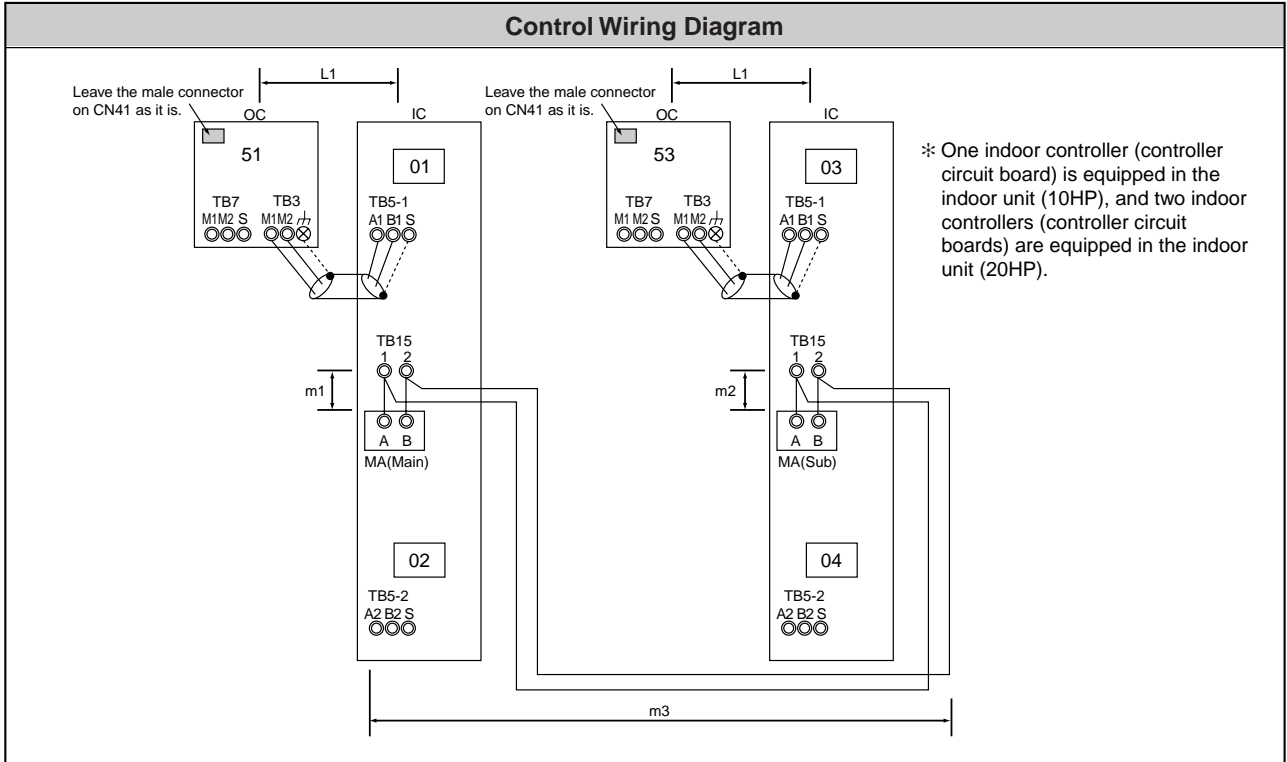 Control Wiring Diagram
L1
L1
Leave the male connector
on CN41 as it is.
Leave the male connector
on CN41 as it is.
OC
IC
OC
IC
51
01
53
03
TB7
TB3
TB5-1
TB7
TB3
TB5-1
M1 M2 S
M1 M2
A1 B1 S
M1 M2 S
M1 M2
A1 B1 S
✻ One indoor controller (controller
circuit board) is equipped in the
indoor unit (10HP), and two indoor
controllers (controller circuit
boards) are equipped in the indoor
unit (20HP).
TB15
1 2
m1
A B
MA(Main)
TB15
1 2
m2
A B
MA(Sub)
02
04
TB5-2
A2 B2 S
TB5-2
A2 B2 S
m3